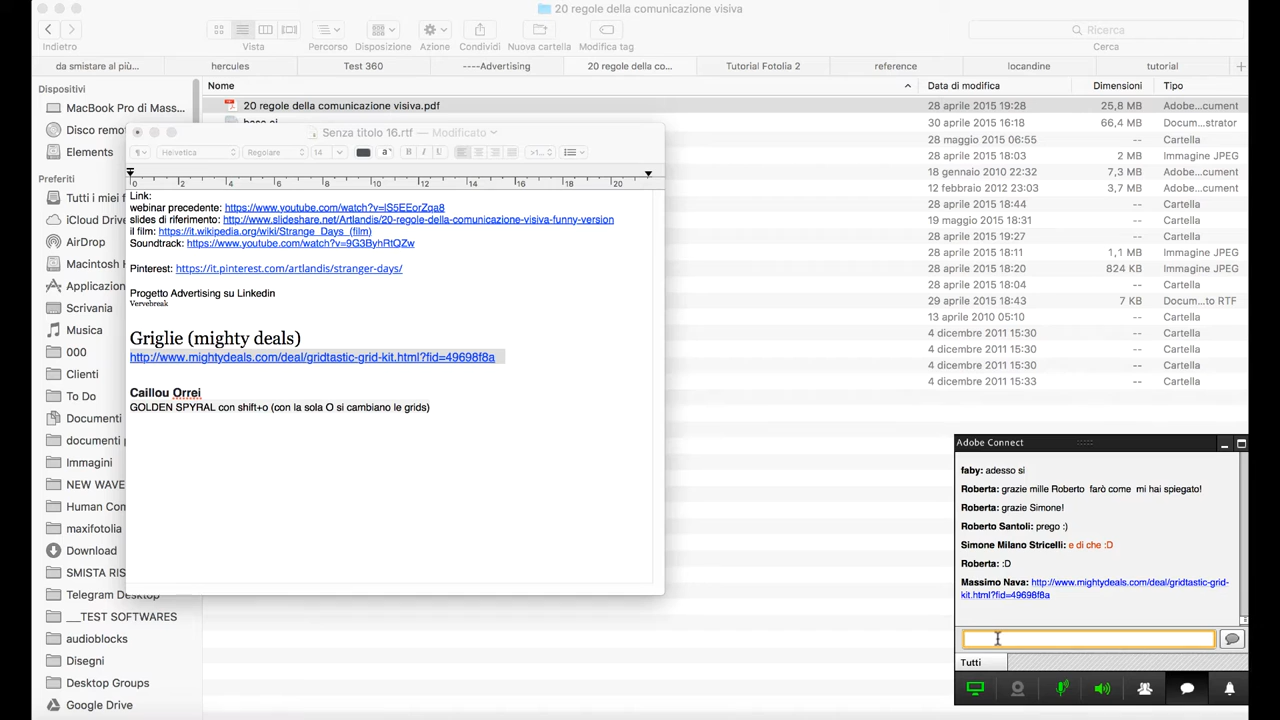 20 regole della comunicazione visiva
Indietro
Vista
Percorso
Disposizione
Azione
Condividi
Nuova cartella
Modifica tag
Ricerca
Cerca
da smistare al più...
hercules
Test 360
----Advertising
20 regole della co...
Tutorial Fotolia 2
reference
locandine
tutorial
Dispositivi
MacBook Pro di Mass...
Disco remot
Elements
Preferiti
Tutti i miei f
iCloud Drive
AirDrop
Macintosh H
Applicazion
Scrivania
Musica
000
Clienti
To Do
Documenti
documenti p
Immagini
NEW WAVE
Human Com
maxifotolia
Download
SMISTA RIS
Telegram Desktop
___TEST SOFTWARES
audioblocks
Disegni
Desktop Groups
Google Drive
Nome
Data di modifica
Dimensioni
Tipo
20 regole della comunicazione visiva.pdf
28 aprile 2015 19:28
25,8 MB
Adobe...cument
30 aprile 2015 16:18
66,4 MB
Docum...strator
28 maggio 2015 06:55
--
Cartella
28 aprile 2015 18:03
2 MB
Immagine JPEG
18 gennaio 2010 22:32
7,3 MB
Cartella
12 febbraio 2012 23:03
3,7 MB
Cartella
28 aprile 2015 18:44
--
Cartella
19 maggio 2015 18:31
--
Cartella
28 aprile 2015 19:27
--
Cartella
28 aprile 2015 18:11
1,1 MB
Immagine JPEG
28 aprile 2015 18:20
824 KB
Immagine JPEG
28 aprile 2015 18:04
--
Cartella
29 aprile 2015 18:43
7 KB
Docum...to RTF
13 aprile 2010 05:10
--
Cartella
4 dicembre 2011 15:30
--
Cartella
4 dicembre 2011 15:30
--
Cartella
4 dicembre 2011 15:30
--
Cartella
4 dicembre 2011 15:33
--
Cartella
Senza titolo 16.rtf — Modificato
Helvetica
Regolare
14
a
B I U
>1...
0 2 4 6 8 10 12 14 16 18 20
Link:
webinar precedente: https://www.youtube.com/watch?v=lS5EEorZqa8
slides di riferimento: http://www.slideshare.net/Artlandis/20-regole-della-comunicazione-visiva-funny-version
il film: https://it.wikipedia.org/wiki/Strange_Days_(film)
Soundtrack: https://www.youtube.com/watch?v=9G3ByhRtQZw
Pinterest: https://it.pinterest.com/artlandis/stranger-days/
Progetto Advertising su Linkedin
Vervebreak
Griglie (mighty deals)
http://www.mightydeals.com/deal/gridtastic-grid-kit.html?fid=49698f8a
Caillou Orrei
GOLDEN SPYRAL con shift+o (con la sola O si cambiano le grids)
Adobe Connect
faby: adesso si
Roberta: grazie mille Roberto farò come mi hai spiegato!
Roberta: grazie Simone!
Roberto Santoli: prego :)
Simone Milano Stricelli: e di che :D
Roberta: :D
Massimo Nava: http://www.mightydeals.com/deal/gridtastic-grid-
kit.html?fid=49698f8a
Tutti